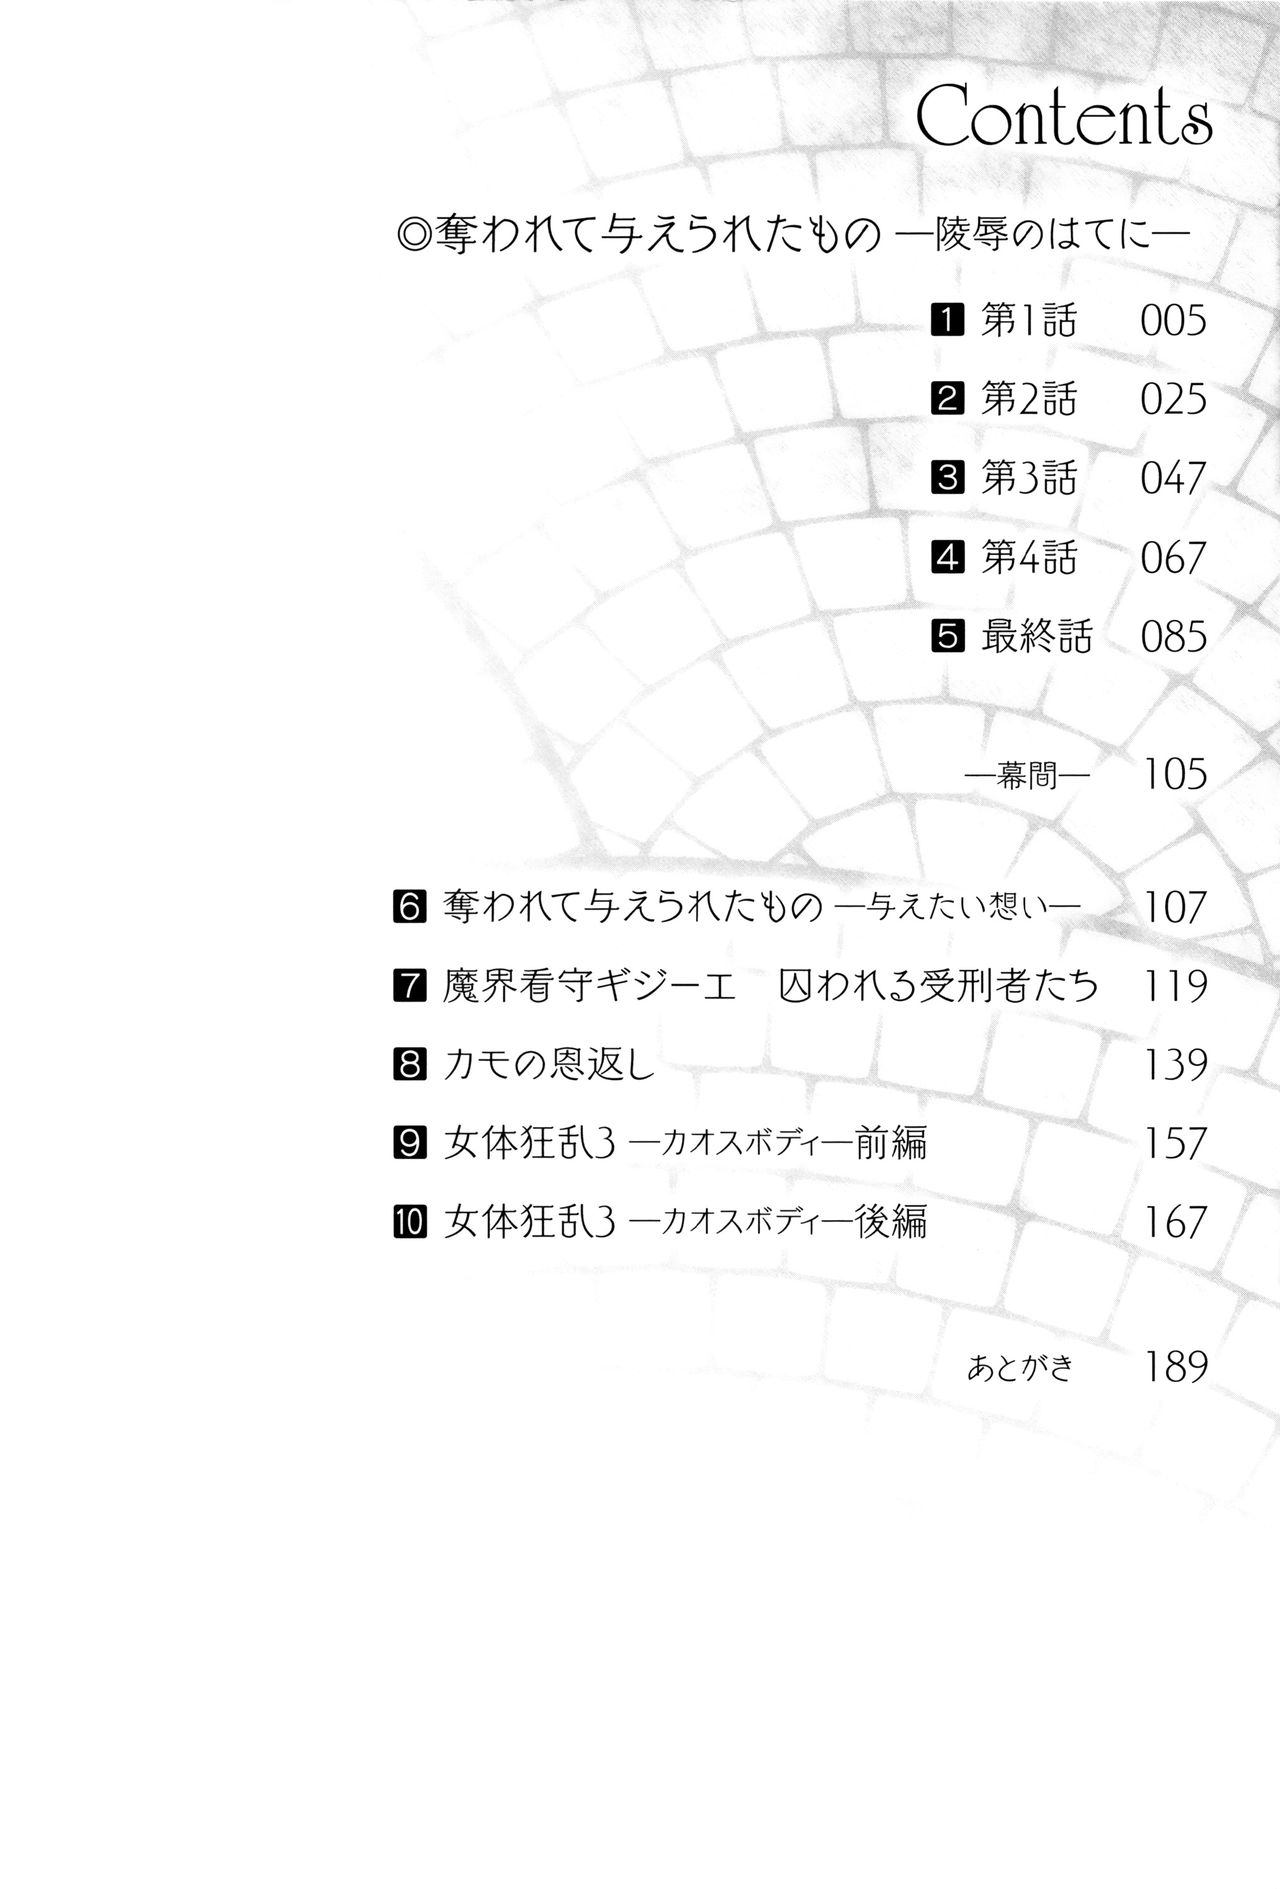 Contents
◎奪われて与えられたもの ―陵辱のはてに―
1 第1話 005
2 第2話 025
3 第3話 047
4 第4話 067
5 最終話 085
―幕間― 105
6 奪われて与えられたもの ―与えたい想い― 107
7 魔界看守ギジーエ　囚われる受刑者たち 119
8 カモの恩返し 139
9 女体狂乱3 ―カオスボディ―前編 157
10 女体狂乱3 ―カオスボディ―後編 167
あとがき 189